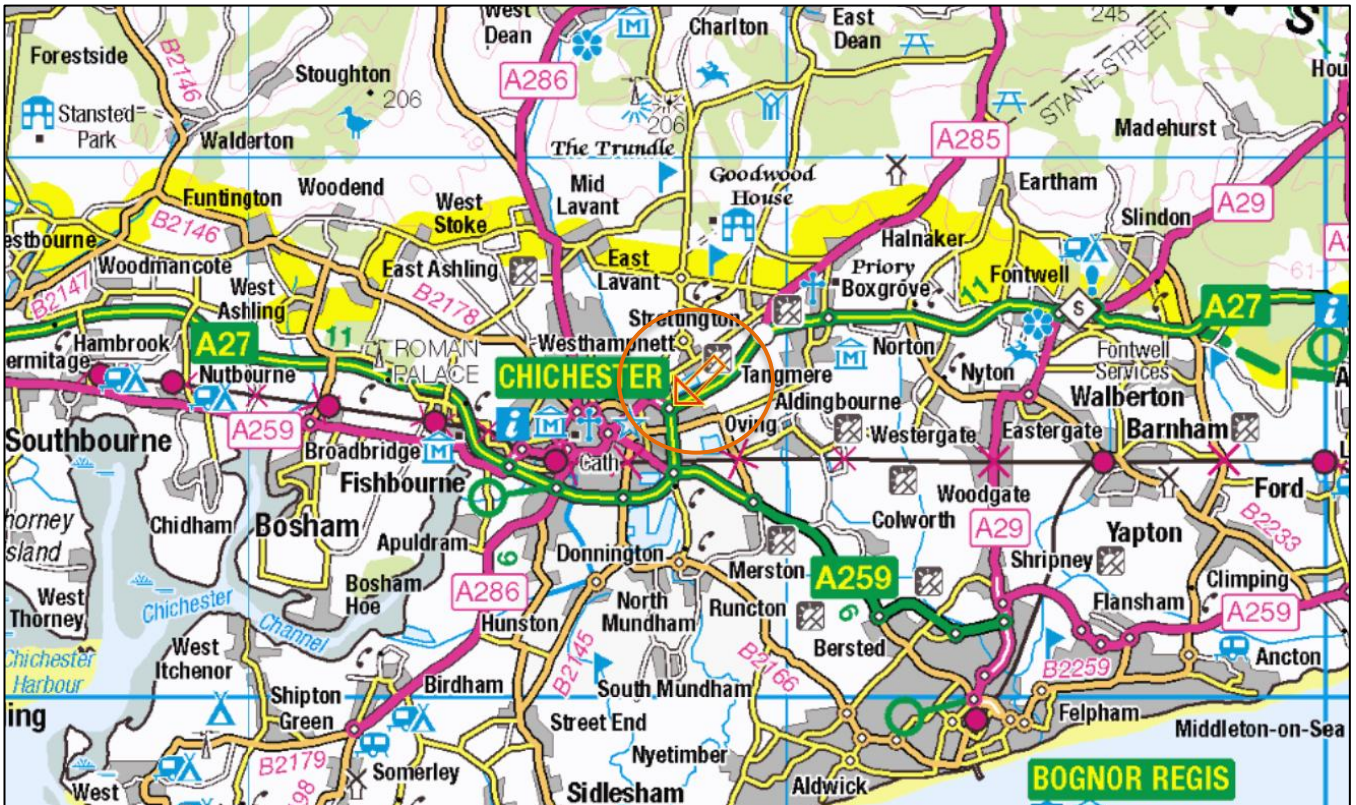 West
Dean
Charlton
East
Dean
245
N
S
Forestside
B2146
Stoughton
206
A286
STANE STREET
Hou
Stansted
Park
Walderton
206
The Trundle
A285
Madehurst
Funtington
Woodend
West
Stoke
Mid
Lavant
Goodwood
House
Eartham
A29
Slindon
B2146
estbourne
Woodmancote
East Ashling
East
Lavant
Halnaker
Priory
Boxgrove
Fontwell
61
B2147
West
Ashling
B2178
11
S
A27
Strettington
Hambrook
ermitage
A27
11
ROMAN
PALACE
Westhampnett
Norton
Fontwell
Services
Nutbourne
CHICHESTER
Tangmere
Nyton
Walberton
Aldingbourne
A259
Southbourne
Broadbridge
Oving
Westergate
Eastergate
Barnham
Cath
Fishbourne
Woodgate
Ford
horney
sland
Chidham
Bosham
Apuldram
9
Donnington
Colworth
A29
Yapton
B2233
Merston
A259
Shripney
Climping
West
Thorney
Chichester
Channel
Bosham
Hoe
A286
North
Mundham
Runcton
9
Flansham
A259
Hunston
B2145
Bersted
West
Itchenor
Chichester
Harbour
B2166
B2259
Ancton
Shipton
Green
Birdham
South Mundham
ing
Street End
Felpham
Middleton-on-Sea
Nyetimber
B2179
Somerley
98
Sidlesham
Aldwick
BOGNOR REGIS
West